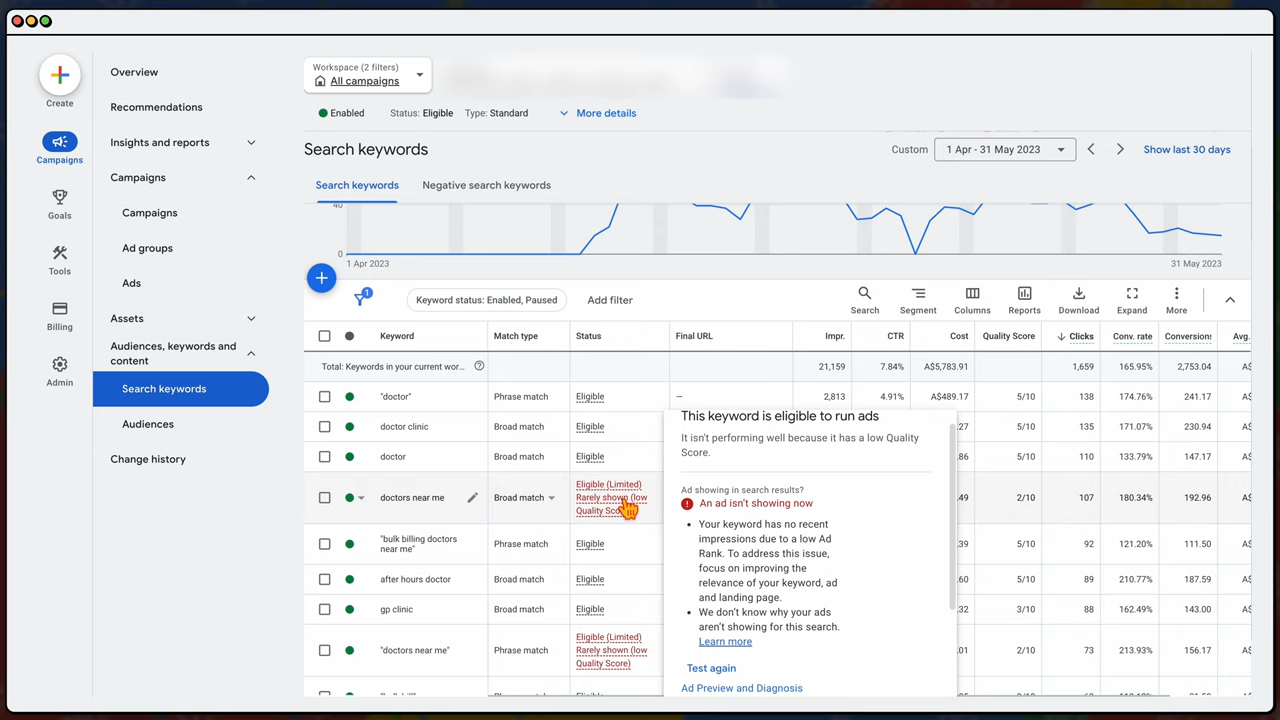 Create
Campaigns
Goals
Tools
Billing
Admin
Overview
Recommendations
Insights and reports
Campaigns
Campaigns
Ad groups
Ads
Assets
Audiences, keywords and
content
Search keywords
Audiences
Change history
Workspace (2 filters)
All campaigns
Enabled Status: Eligible Type: Standard More details
Search keywords
Custom 1 Apr - 31 May 2023 Show last 30 days
Search keywords Negative search keywords
40
0
1 Apr 2023 31 May 2023
1
Keyword status: Enabled, Paused Add filter
Search Segment Columns Reports Download Expand More
Keyword Match type Status Final URL Impr. CTR Cost Quality Score Clicks Conv. rate Conversions Avg.
Total: Keywords in your current wor... 21,159 7.84% A$5,783.91 1,659 165.95% 2,753.04 A$
"doctor" Phrase match Eligible — 2,813 4.91% A$489.17 5/10 138 174.76% 241.17 A$
doctor clinic Broad match Eligible .27 5/10 135 171.07% 230.94 A$
doctor Broad match Eligible .86 5/10 110 133.79% 147.17 A$
doctors near me Broad match Eligible (Limited) Rarely shown (low Quality Sco .49 2/10 107 180.34% 192.96 A$
"bulk billing doctors near me" Phrase match Eligible .39 5/10 92 121.20% 111.50 A$
after hours doctor Broad match Eligible .60 5/10 89 210.77% 187.59 A$
gp clinic Broad match Eligible .32 3/10 88 162.49% 143.00 A$
"doctors near me" Phrase match Eligible (Limited) Rarely shown (low Quality Score) .01 2/10 73 213.93% 156.17 A$
This keyword is eligible to run ads
It isn't performing well because it has a low Quality
Score.
Ad showing in search results?
An ad isn't showing now
• Your keyword has no recent
impressions due to a low Ad
Rank. To address this issue,
focus on improving the
relevance of your keyword, ad
and landing page.
• We don't know why your ads
aren't showing for this search.
Learn more
Test again
Ad Preview and Diagnosis